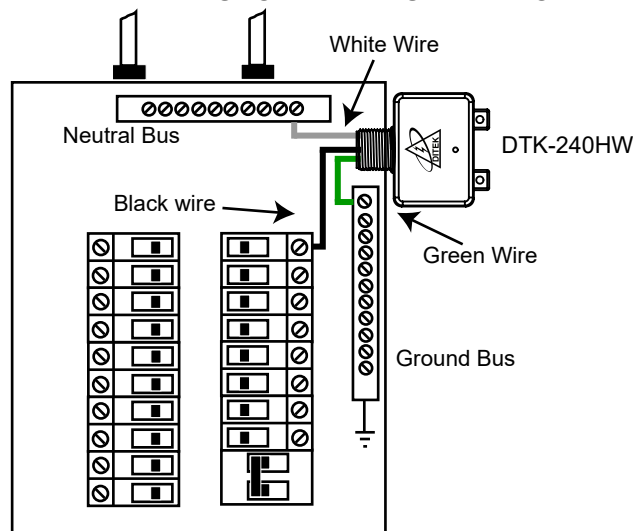 White Wire
Neutral Bus
DITEK
DTK-240HW
Black wire
Green Wire
Ground Bus